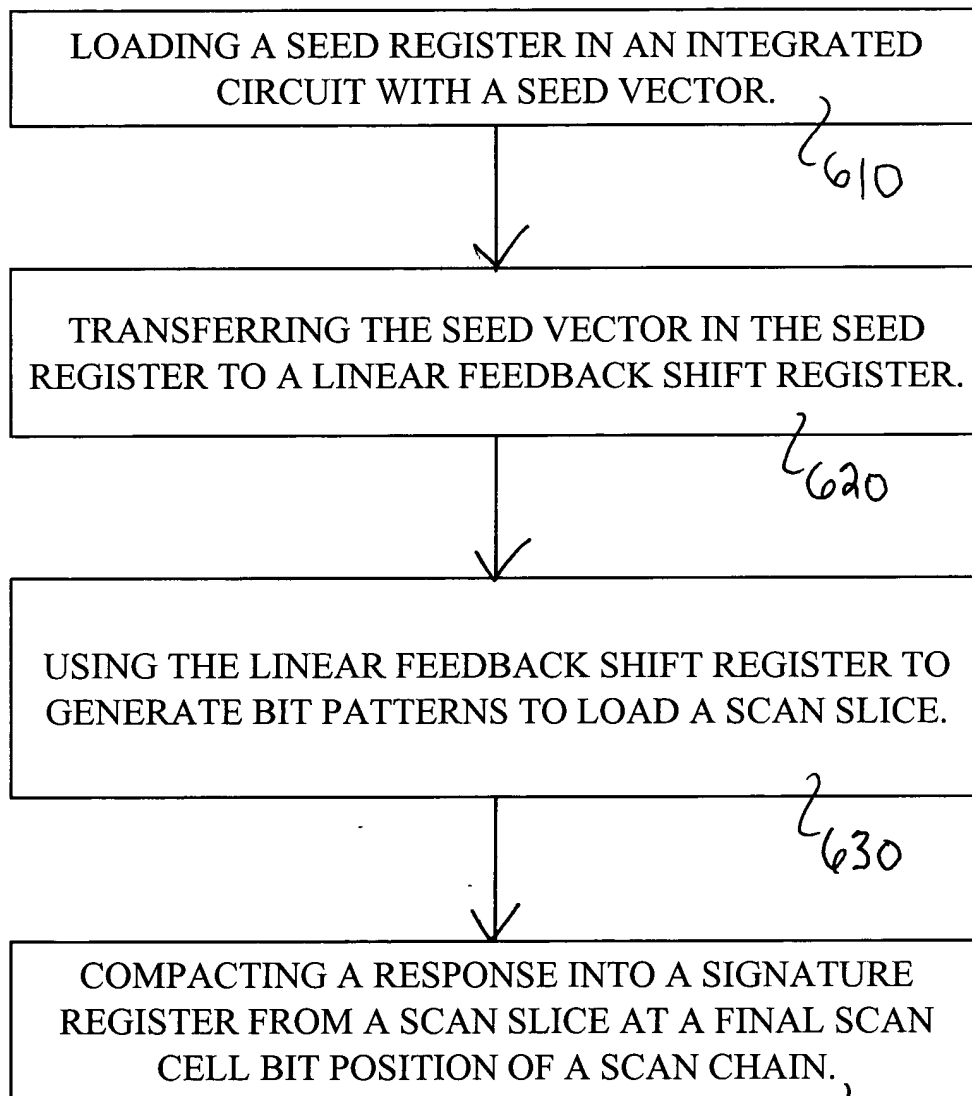 LOADING A SEED REGISTER IN AN INTEGRATED
CIRCUIT WITH A SEED VECTOR.
610
TRANSFERRING THE SEED VECTOR IN THE SEED
REGISTER TO A LINEAR FEEDBACK SHIFT REGISTER.
620
USING THE LINEAR FEEDBACK SHIFT REGISTER TO
GENERATE BIT PATTERNS TO LOAD A SCAN SLICE.
630
COMPACTING A RESPONSE INTO A SIGNATURE
REGISTER FROM A SCAN SLICE AT A FINAL SCAN
CELL BIT POSITION OF A SCAN CHAIN.